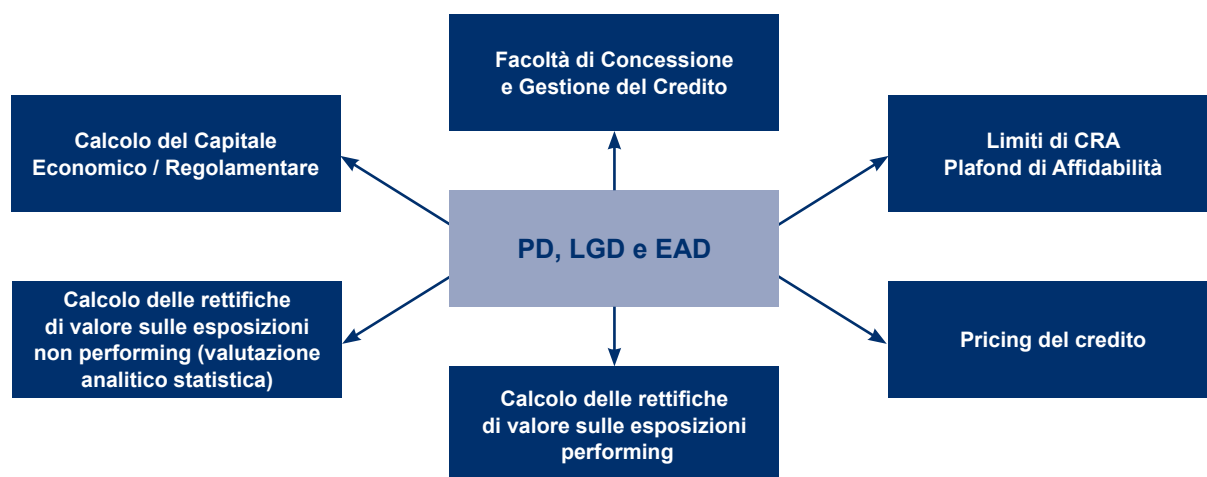 Facoltà di Concessione
e Gestione del Credito
Calcolo del Capitale
Economico / Regolamentare
Limiti di CRA
Plafond di Affidabilità
PD, LGD e EAD
Calcolo delle rettifiche
di valore sulle esposizioni
non performing (valutazione
analitico statistica)
Pricing del credito
Calcolo delle rettifiche
di valore sulle esposizioni
performing